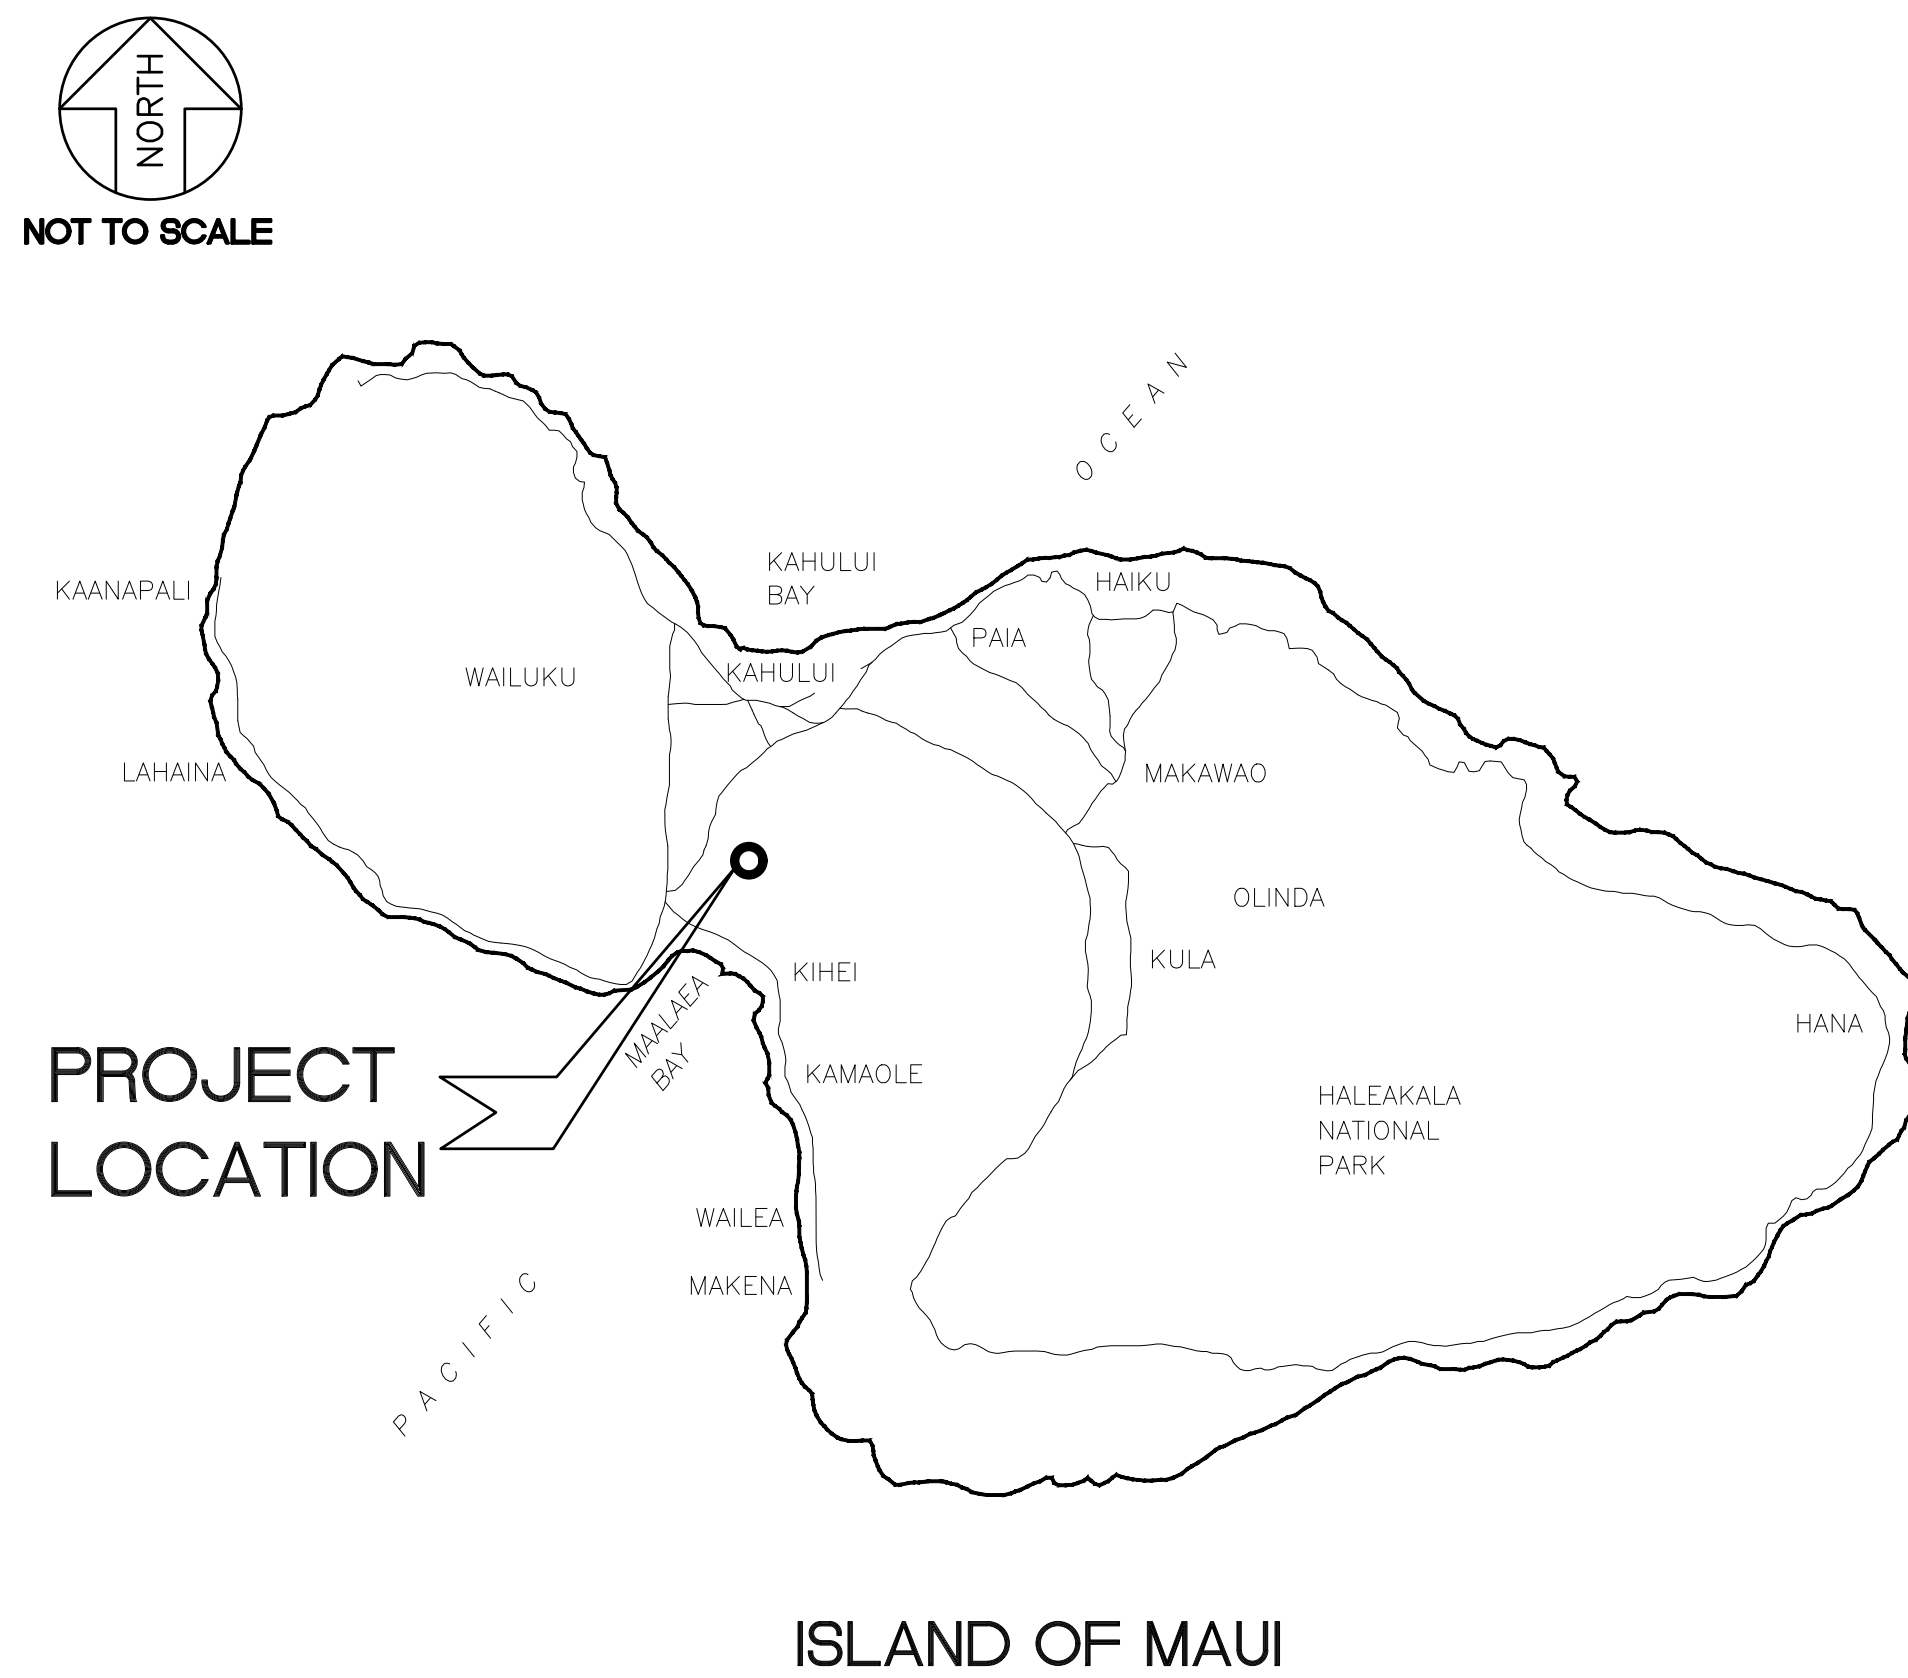 NORTH
NOT TO SCALE
OCEAN
KAHULUI
BAY
HAIKU
KAANAPALI
PAIA
WAILUKU
KAHULUI
LAHAINA
MAKAWAO
OLINDA
KULA
KIHEI
MAALAEA
BAY
HANA
PROJECT
LOCATION
KAMAOLE
HALEAKALA
NATIONAL
PARK
WAILEA
MAKENA
PACIFIC
ISLAND OF MAUI